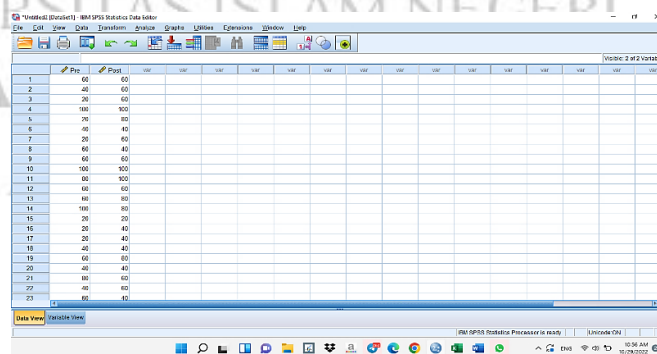 *Untitled2 [DataSet1] - IBM SPSS Statistics Data Editor
File Edit View Data Transform Analyze Graphs Utilities Extensions Window Help
Visible: 2 of 2 Variab
Pre Post var var var var var var var var var var var var var
1 60 60
2 40 60
3 20 60
4 100 100
5 20 80
6 40 40
7 20 60
8 60 40
9 60 60
10 100 100
11 80 100
12 60 60
13 60 80
14 100 80
15 20 20
16 20 40
17 20 40
18 40 40
19 60 80
20 40 40
21 80 60
22 40 60
23 60 40
Data View Variable View
IBM SPSS Statistics Processor is ready Unicode:ON
ENG 10:56 AM
10/29/2022